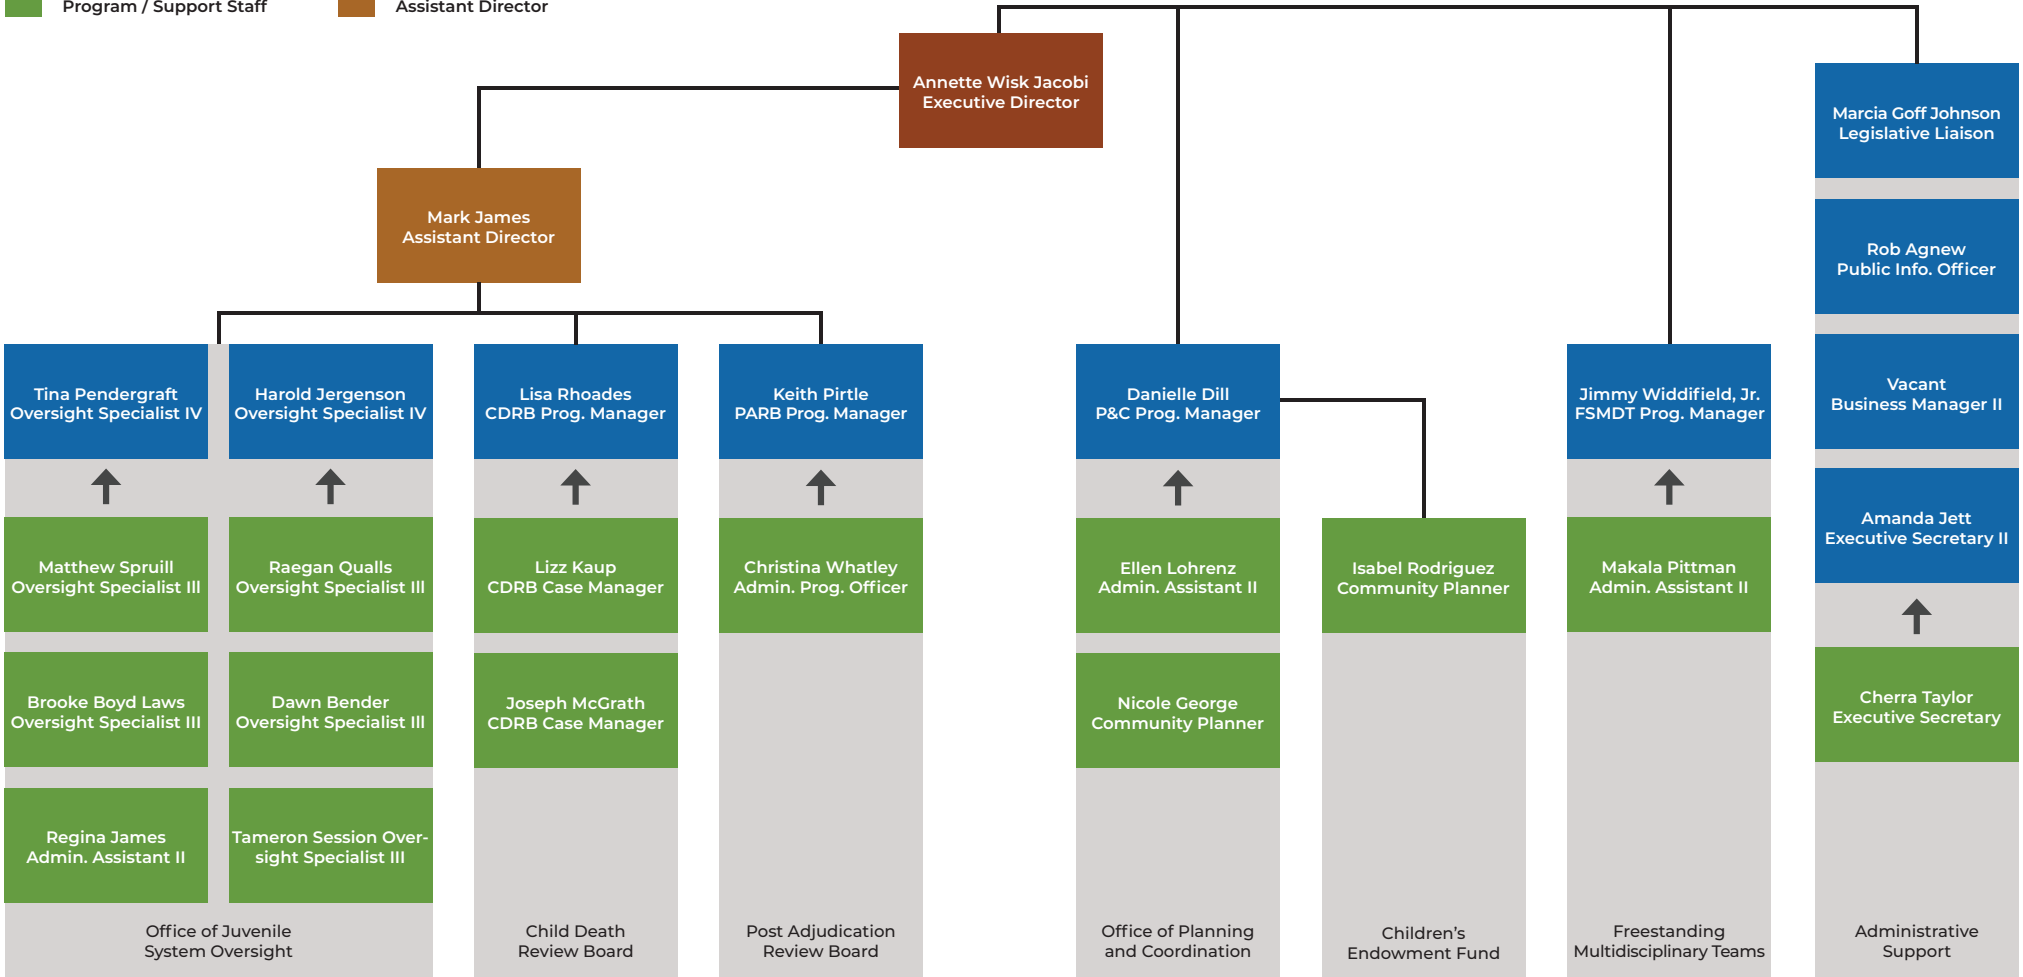 Program / Support Staff
Assistant Director
Annette Wisk Jacobi
Executive Director
Mark James
Assistant Director
Marcia Goff Johnson
Legislative Liaison
Rob Agnew
Public Info. Officer
Vacant
Business Manager II
Amanda Jett
Executive Secretary II
Cherra Taylor
Executive Secretary
Administrative
Support
Tina Pendergraft
Oversight Specialist IV
Matthew Spruill
Oversight Specialist III
Brooke Boyd Laws
Oversight Specialist III
Regina James
Admin. Assistant II
Harold Jergenson
Oversight Specialist IV
Raegan Qualls
Oversight Specialist III
Dawn Bender
Oversight Specialist III
Tameron Session Over-
sight Specialist III
Office of Juvenile
System Oversight
Lisa Rhoades
CDRB Prog. Manager
Lizz Kaup
CDRB Case Manager
Joseph McGrath
CDRB Case Manager
Child Death
Review Board
Keith Pirtle
PARB Prog. Manager
Christina Whatley
Admin. Prog. Officer
Post Adjudication
Review Board
Danielle Dill
P&C Prog. Manager
Ellen Lohrenz
Admin. Assistant II
Nicole George
Community Planner
Office of Planning
and Coordination
Isabel Rodriguez
Community Planner
Children's
Endowment Fund
Jimmy Widdifield, Jr.
FSMDT Prog. Manager
Makala Pittman
Admin. Assistant II
Freestanding
Multidisciplinary Teams